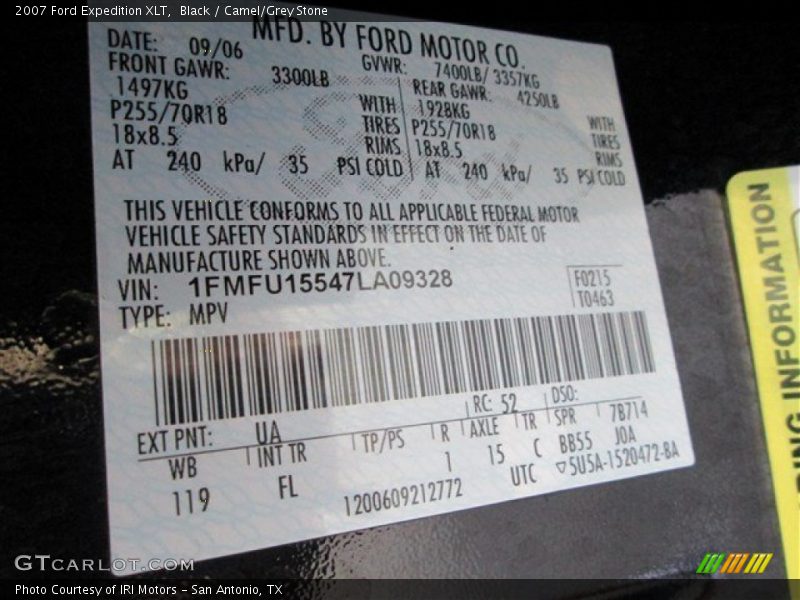 2007 Ford Expedition XLT, Black / Camel/Grey Stone
MFD. BY FORD MOTOR CO.
DATE: 09/06 GVWR: 7400LB/ 3357KG
FRONT GAWR: 3300LB REAR GAWR: 4250LB
1497KG WITH 1928KG WITH
P255/70R18 TIRES P255/70R18 TIRES
18x8.5 RIMS 18x8.5 RIMS
AT 240 kPa/ 35 PSI COLD AT 240 kPa/ 35 PSI COLD
THIS VEHICLE CONFORMS TO ALL APPLICABLE FEDERAL MOTOR
VEHICLE SAFETY STANDARDS IN EFFECT ON THE DATE OF
MANUFACTURE SHOWN ABOVE.
VIN: 1FMFU15547LA09328 F0215
TYPE: MPV T0463
EXT PNT: UA RC: 52 DSO:
WB INT TR TP/PS R AXLE TR SPR 7B714
119 FL 1 15 C BB55 JOA
1200609212772 UTC ▽5U5A-1520472-BA
ING INFORMATION
GTCARLOT.COM
Photo Courtesy of IRI Motors – San Antonio, TX